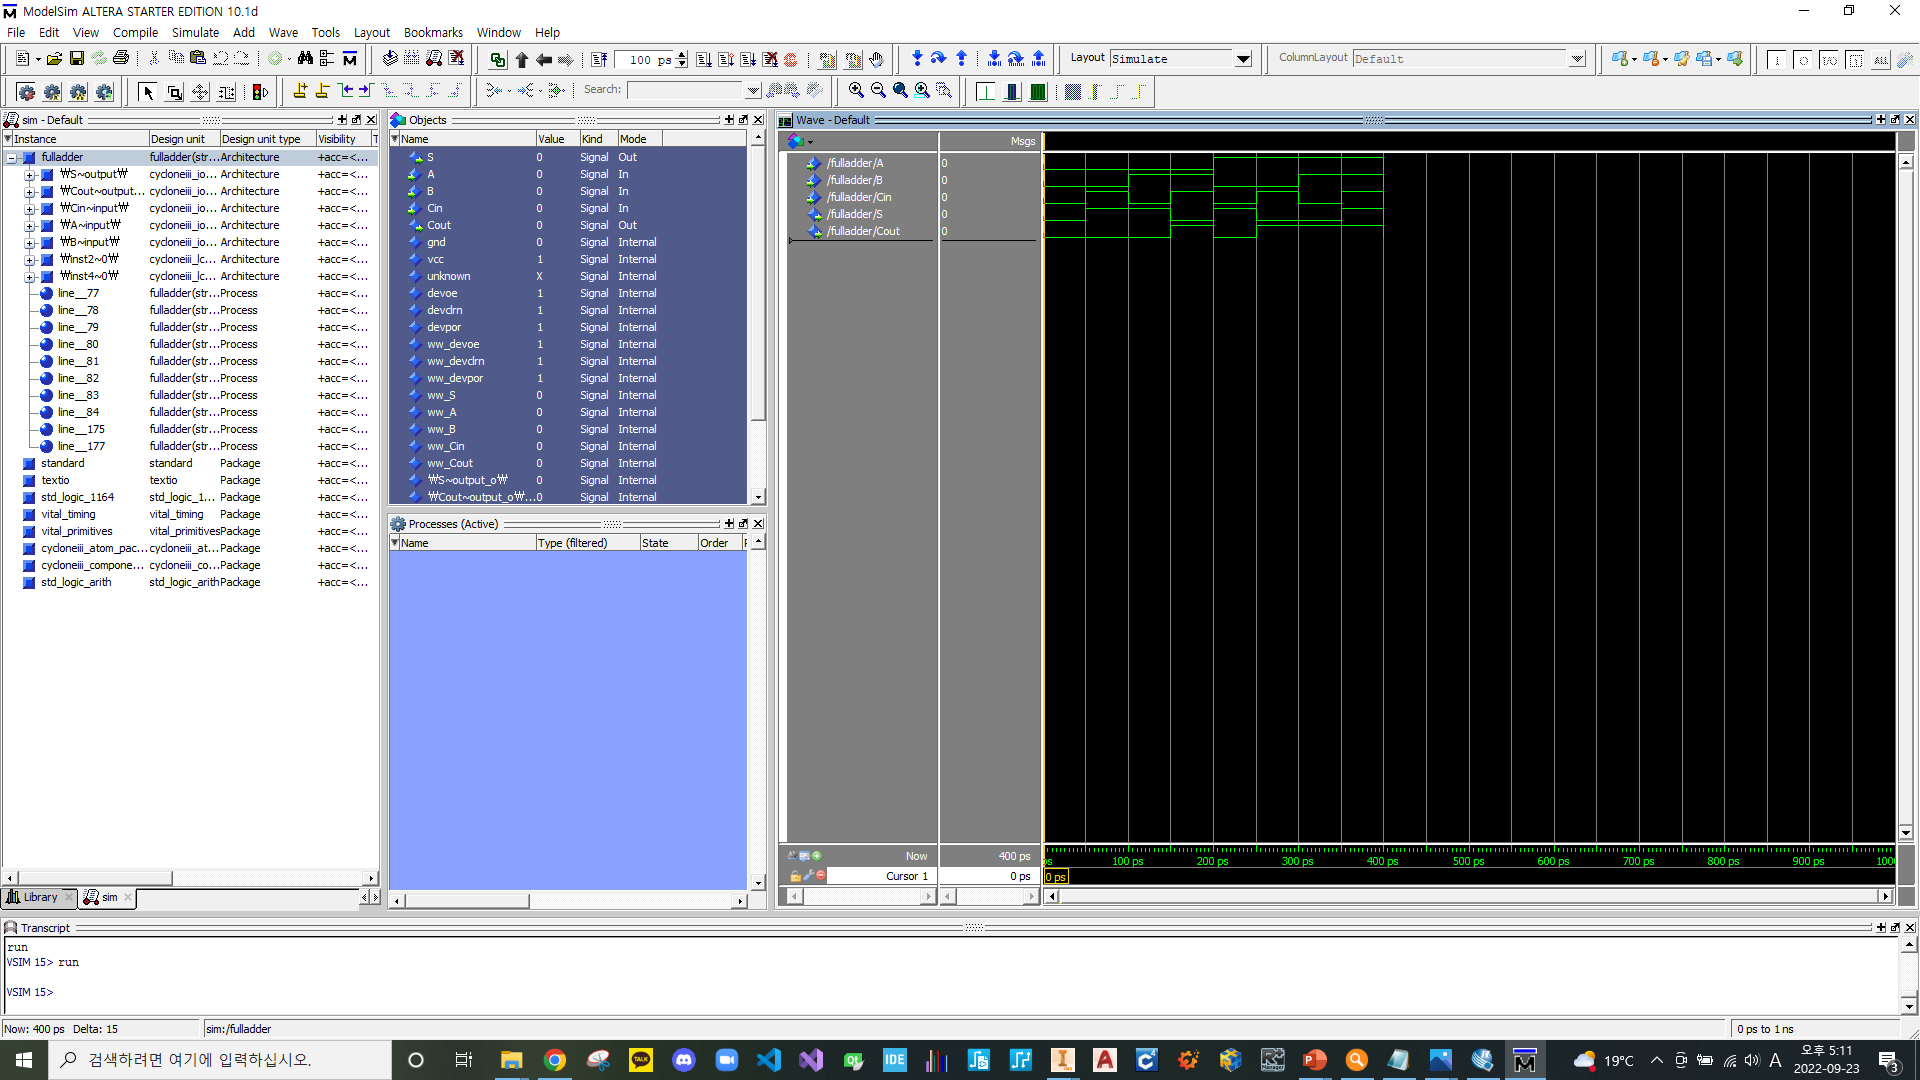 ModelSim ALTERA STARTER EDITION 10.1d
File Edit View Compile Simulate Add Wave Tools Layout Bookmarks Window Help
100 ps
Layout Simulate
ColumnLayout Default
ALL
Search:
sim - Default
Instance Design unit Design unit type Visibility T
fulladder fulladder(str... Architecture +acc=<...
₩S~output₩ cycloneiii_io... Architecture +acc=<...
₩Cout~output... cycloneiii_io... Architecture +acc=<...
₩Cin~input₩ cycloneiii_io... Architecture +acc=<...
₩A~input₩ cycloneiii_io... Architecture +acc=<...
₩B~input₩ cycloneiii_io... Architecture +acc=<...
₩inst2~0₩ cycloneiii_lc... Architecture +acc=<...
₩inst4~0₩ cycloneiii_lc... Architecture +acc=<...
line__77 fulladder(str... Process +acc=<...
line__78 fulladder(str... Process +acc=<...
line__79 fulladder(str... Process +acc=<...
line__80 fulladder(str... Process +acc=<...
line__81 fulladder(str... Process +acc=<...
line__82 fulladder(str... Process +acc=<...
line__83 fulladder(str... Process +acc=<...
line__84 fulladder(str... Process +acc=<...
line__175 fulladder(str... Process +acc=<...
line__177 fulladder(str... Process +acc=<...
standard standard Package +acc=<...
textio textio Package +acc=<...
std_logic_1164 std_logic_1... Package +acc=<...
vital_timing vital_timing Package +acc=<...
vital_primitives vital_primitives Package +acc=<...
cycloneiii_atom_pac... cycloneiii_at... Package +acc=<...
cycloneiii_compone... cycloneiii_co... Package +acc=<...
std_logic_arith std_logic_arith Package +acc=<...
Library sim
Objects
Name Value Kind Mode
S 0 Signal Out
A 0 Signal In
B 0 Signal In
Cin 0 Signal In
Cout 0 Signal Out
gnd 0 Signal Internal
vcc 1 Signal Internal
unknown X Signal Internal
devoe 1 Signal Internal
devclrn 1 Signal Internal
devpor 1 Signal Internal
ww_devoe 1 Signal Internal
ww_devclrn 1 Signal Internal
ww_devpor 1 Signal Internal
ww_S 0 Signal Internal
ww_A 0 Signal Internal
ww_B 0 Signal Internal
ww_Cin 0 Signal Internal
ww_Cout 0 Signal Internal
₩S~output_o₩ 0 Signal Internal
₩Cout~output_o₩... 0 Signal Internal
Processes (Active)
Name Type (filtered) State Order
Wave - Default
Msgs
/fulladder/A 0
/fulladder/B 0
/fulladder/Cin 0
/fulladder/S 0
/fulladder/Cout 0
Now 400 ps
ps 100 ps 200 ps 300 ps 400 ps 500 ps 600 ps 700 ps 800 ps 900 ps 1000
Cursor 1 0 ps
0 ps
Transcript
run
VSIM 15> run
VSIM 15>
Now: 400 ps Delta: 15
sim:/fulladder
0 ps to 1 ns
검색하려면 여기에 입력하십시오.
TALK
IDE
19°C
A
오후 5:11
2022-09-23
3